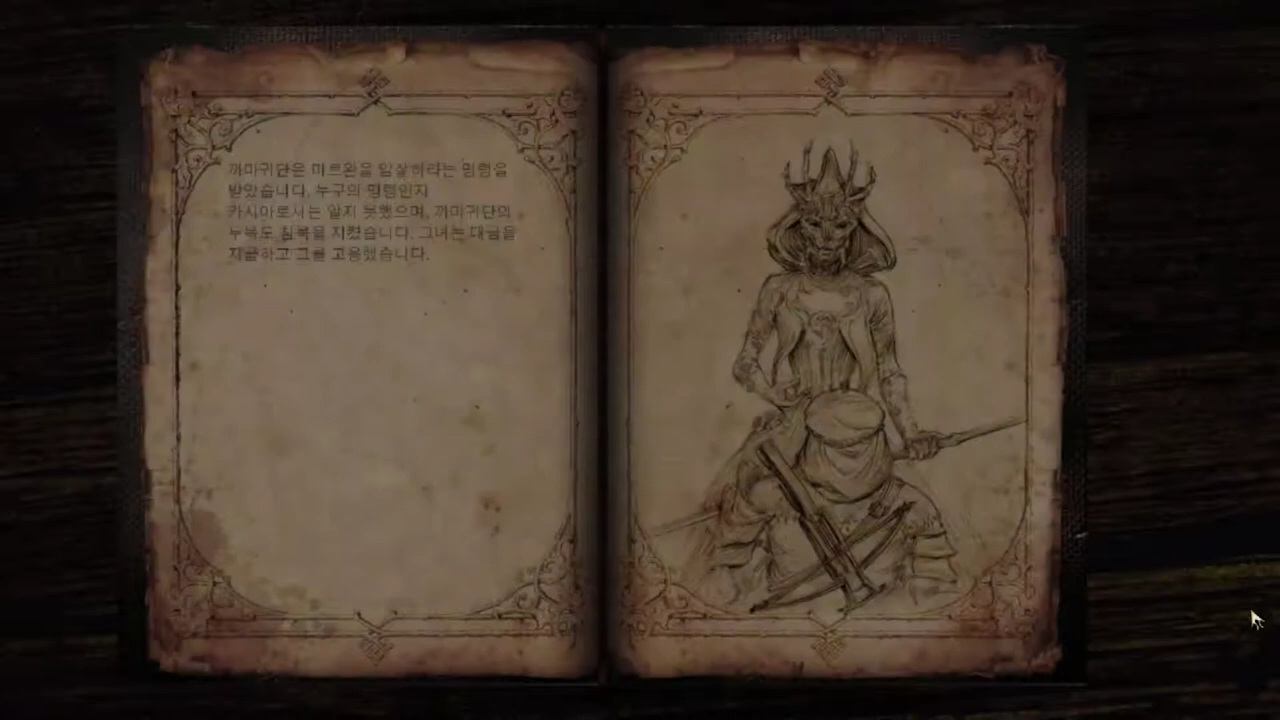 까마귀단은 미르완을 암살하라는 명령을
받았습니다. 누구의 명령인지
카시아로서는 알지 못했으며, 까마귀단의
누구도 침묵을 지켰습니다. 그녀는 대금을
지급하고 그를 고용했습니다.